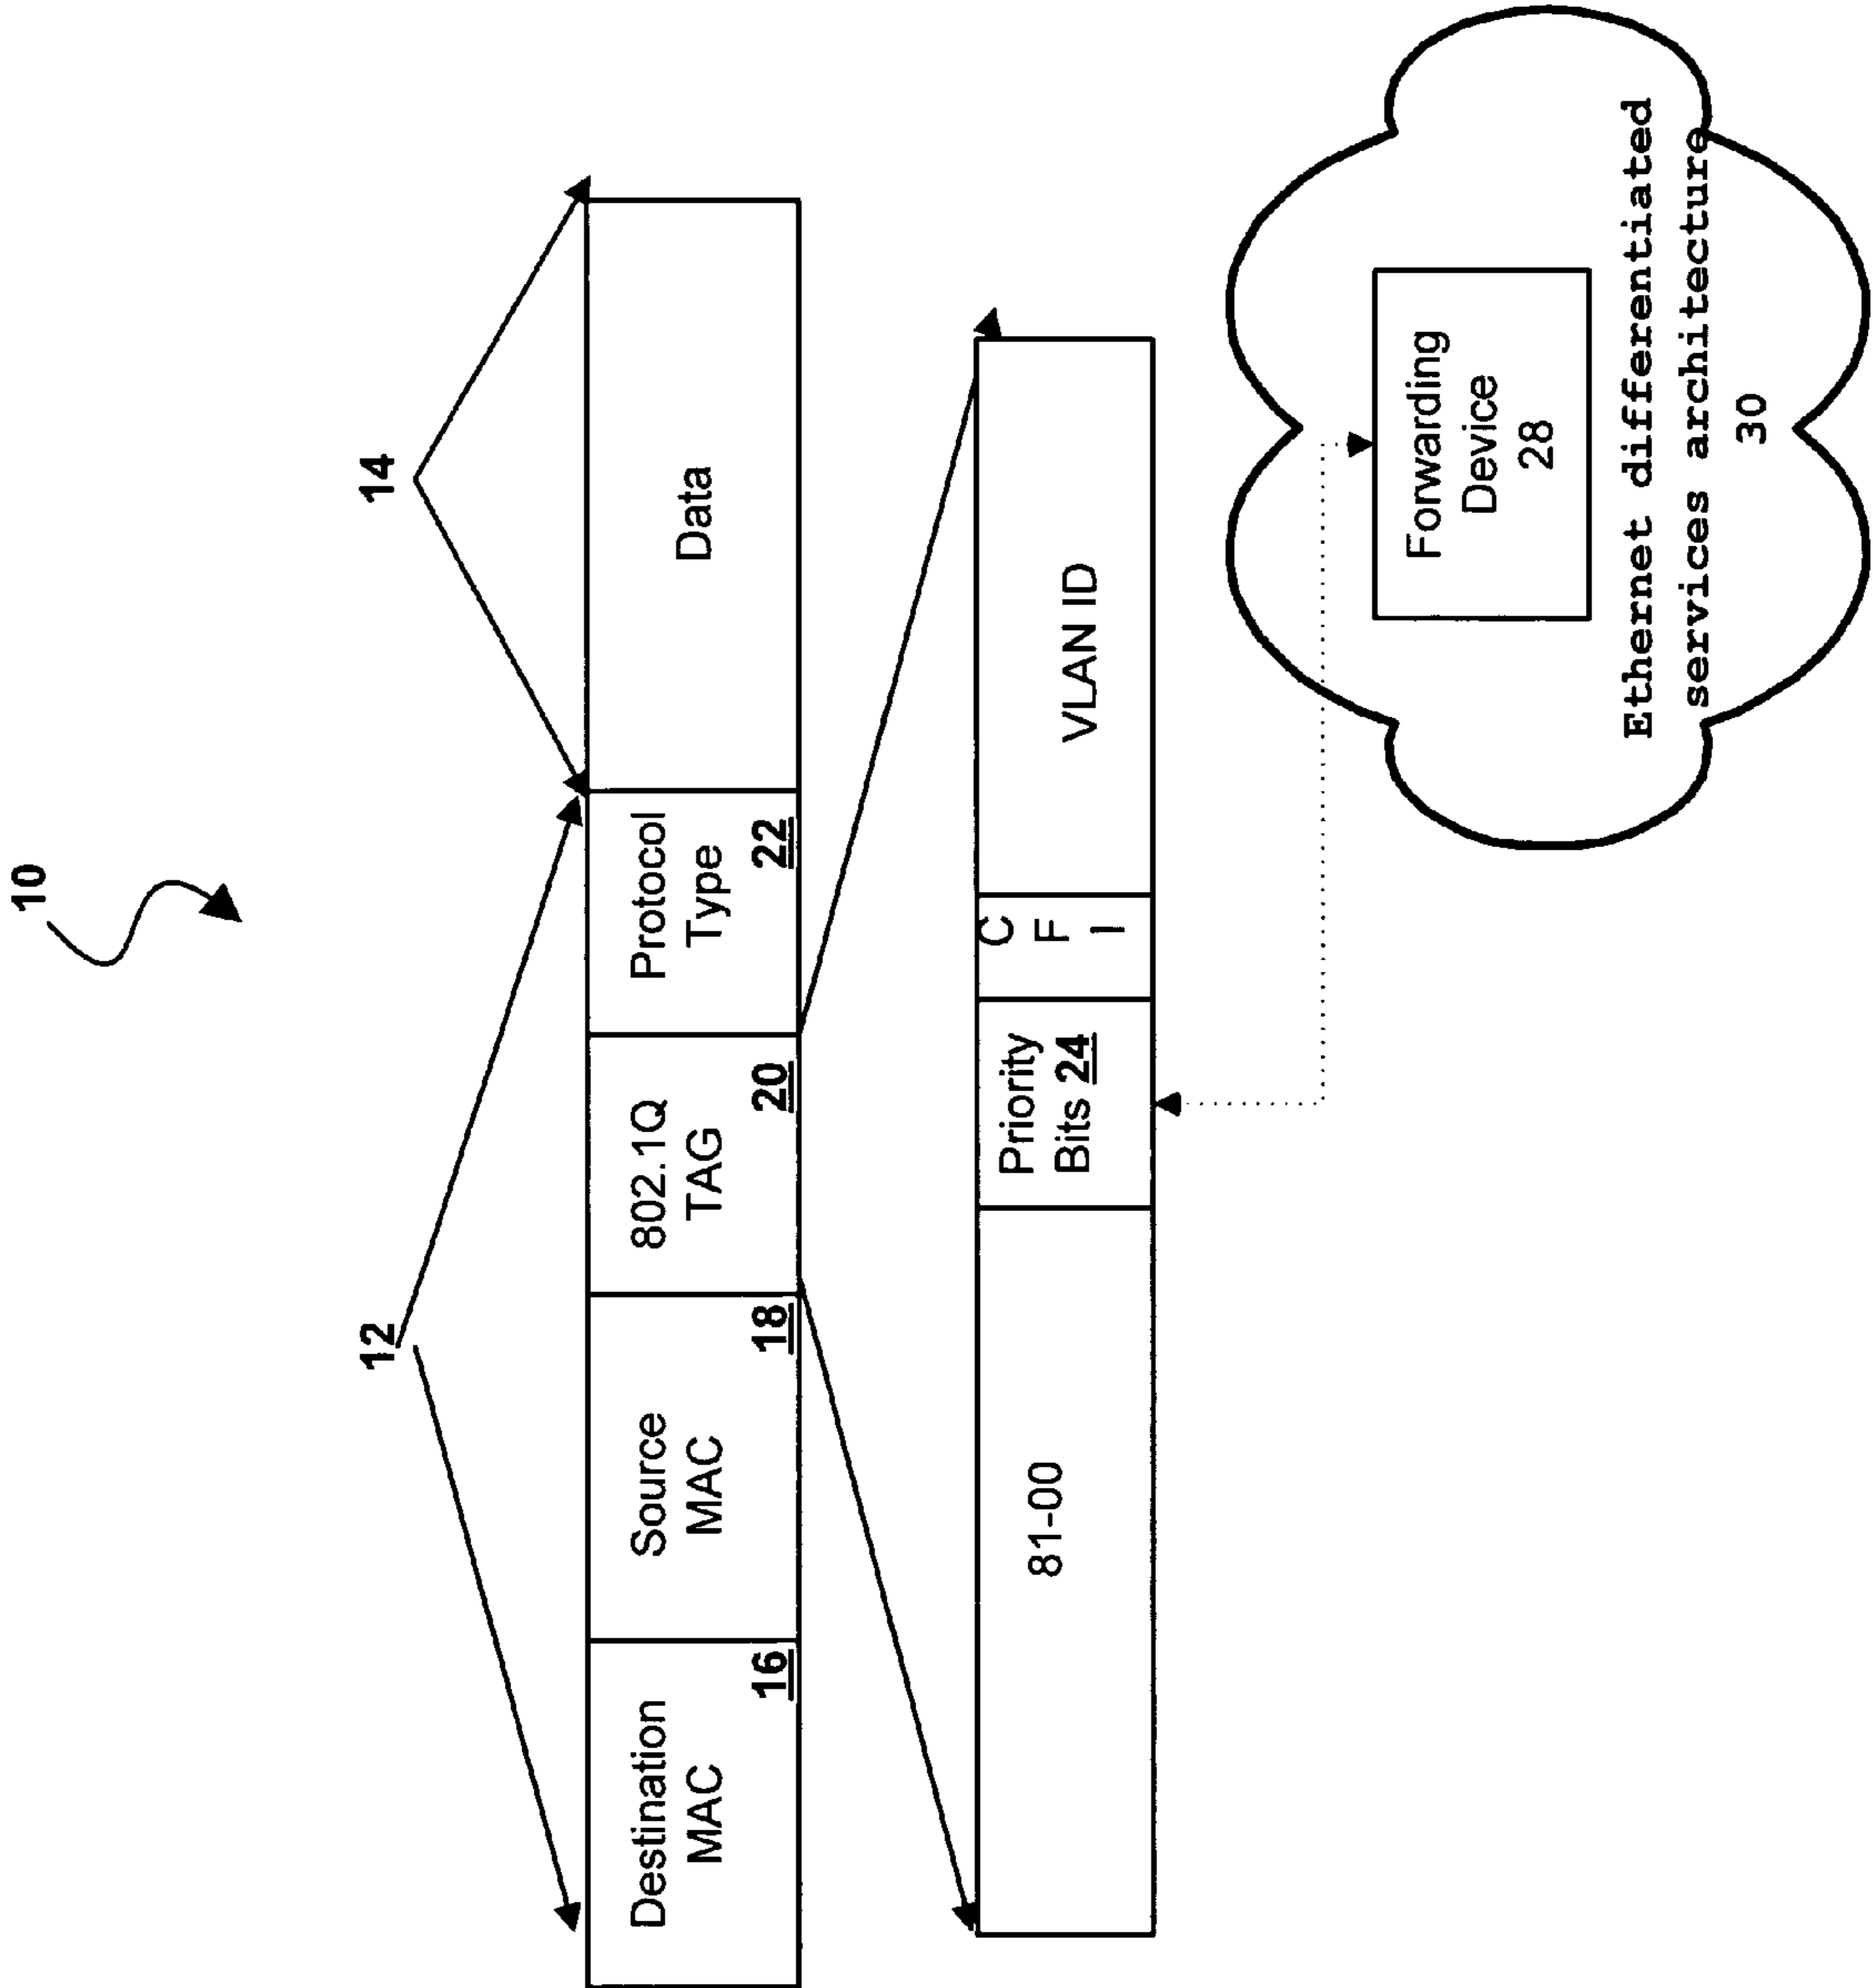 10
12
14
Destination
MAC
16
Source
MAC
18
802.1Q
TAG
20
Protocol
Type
22
Data
81-00
Priority
Bits 24
C
F
I
VLAN ID
Forwarding
Device
28
Ethernet differentiated
services architecture
30